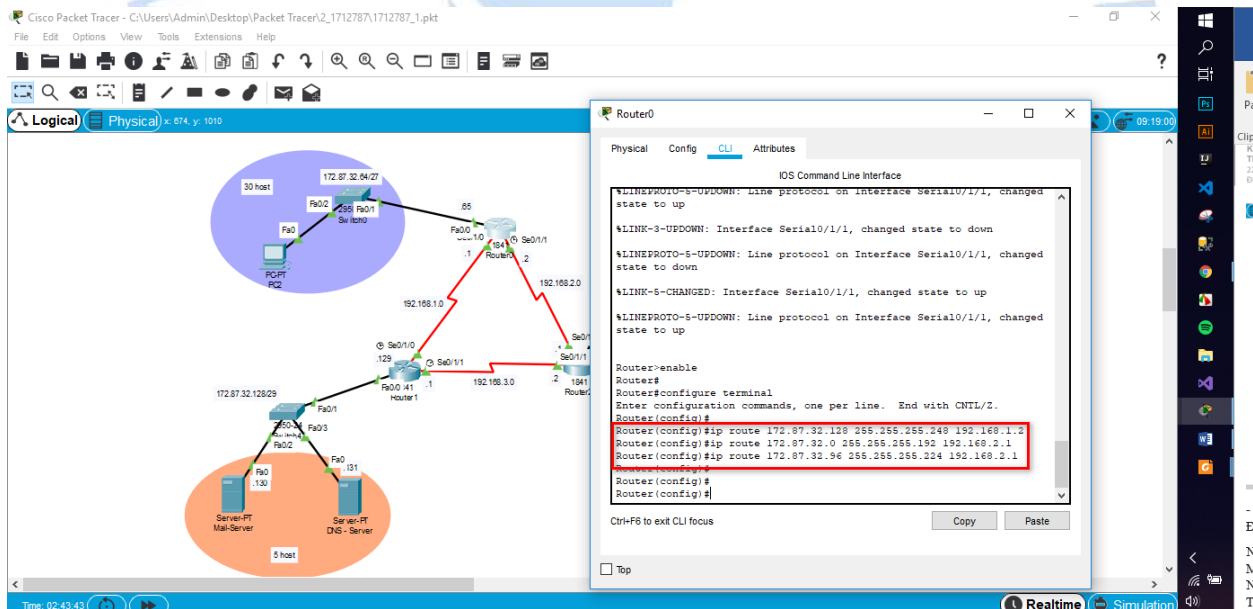 Cisco Packet Tracer - C:\Users\Admin\Desktop\Packet Tracer\2_1712787\1712787_1.pkt
File Edit Options View Tools Extensions Help
?
Logical
Physical
x: 674, y: 1010
09:19:00
30 host
172.87.32.64/27
Fa0/2
Fa0/1
Switch0
Fa0
PC-PT
PC2
.65
Fa0/0
Se0/1/1
Router0
.1
.2
192.168.2.0
192.168.1.0
Se0/1/0
.129
Se0/1/1
Fa0/0
.1
Router1
192.168.3.0
Se0/1/1
.2
1841
172.87.32.128/29
Fa0/1
Fa0/3
Fa0/2
Fa0
.130
Fa0
.131
Server-PT
Mail-Server
Server-PT
DNS - Server
5 host
Router0
Physical Config CLI Attributes
IOS Command Line Interface
%LINEPROTO-5-UPDOWN: Line protocol on Interface Serial0/1/1, changed
state to up
%LINK-3-UPDOWN: Interface Serial0/1/1, changed state to down
%LINEPROTO-5-UPDOWN: Line protocol on Interface Serial0/1/1, changed
state to down
%LINK-5-CHANGED: Interface Serial0/1/1, changed state to up
%LINEPROTO-5-UPDOWN: Line protocol on Interface Serial0/1/1, changed
state to up
Router>enable
Router#
Router#configure terminal
Enter configuration commands, one per line. End with CNTL/Z.
Router(config)#
Router(config)#ip route 172.87.32.128 255.255.255.248 192.168.1.2
Router(config)#ip route 172.87.32.0 255.255.255.192 192.168.2.1
Router(config)#ip route 172.87.32.96 255.255.255.224 192.168.2.1
Router(config)#
Router(config)#
Router(config)#
Ctrl+F6 to exit CLI focus
Copy
Paste
Top
Time: 02:43:43
Realtime
Simulation